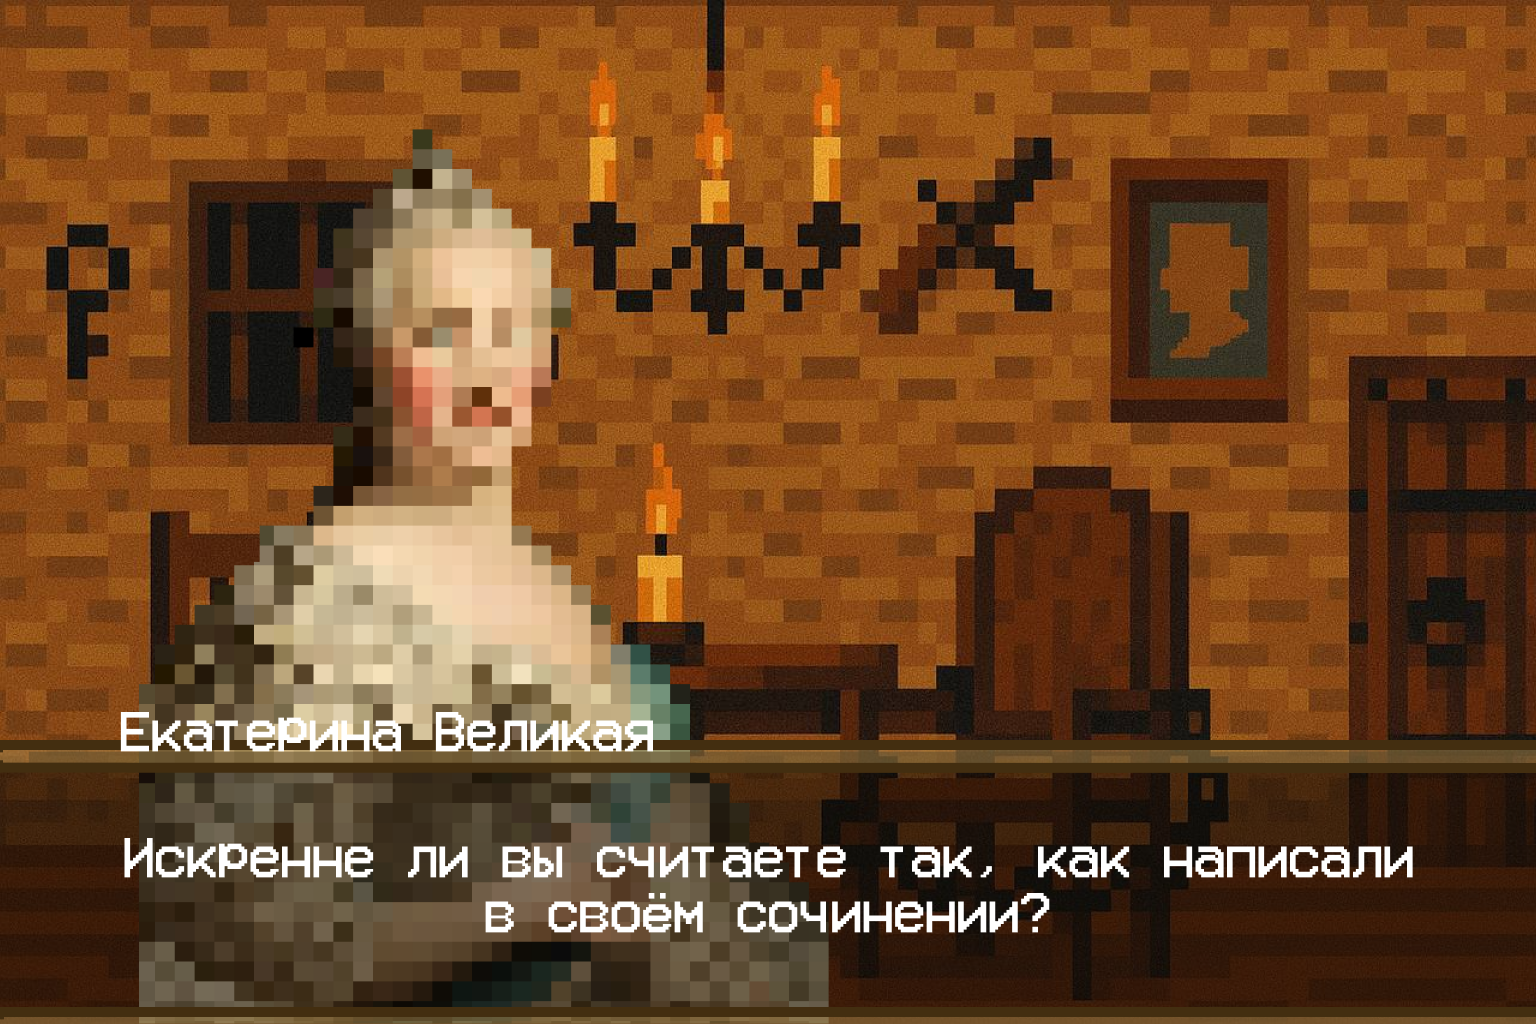 Екатерина Великая
Искренне ли вы считаете так, как написали
в своём сочинении?